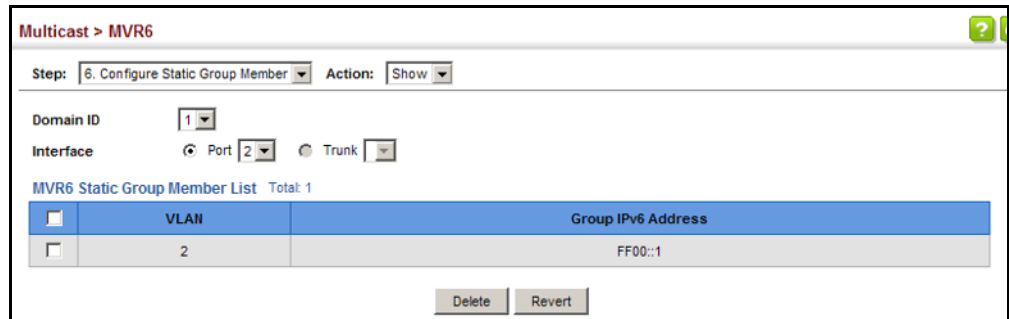 Multicast > MVR6 ?
Step: 6. Configure Static Group Member Action: Show
Domain ID 1
Interface Port 2 Trunk
MVR6 Static Group Member List Total: 1
VLAN Group IPv6 Address
2 FF00::1
Delete Revert